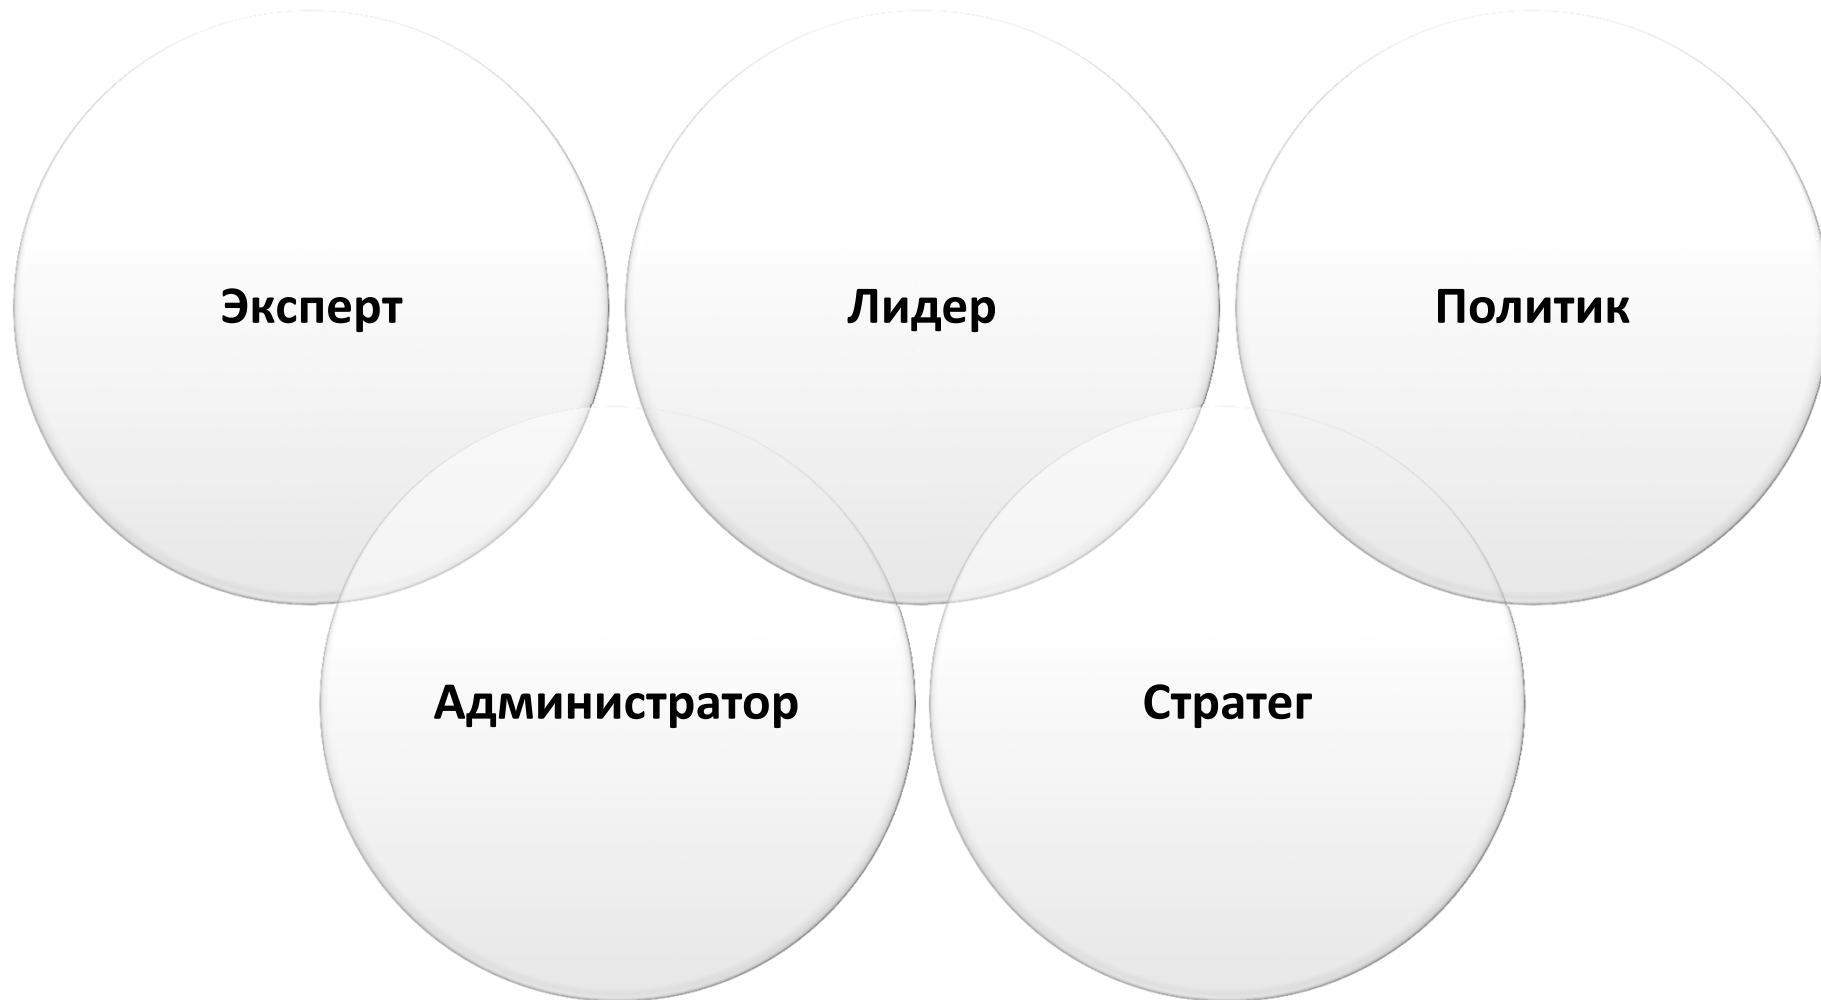 Эксперт
Лидер
Политик
Администратор
Стратег